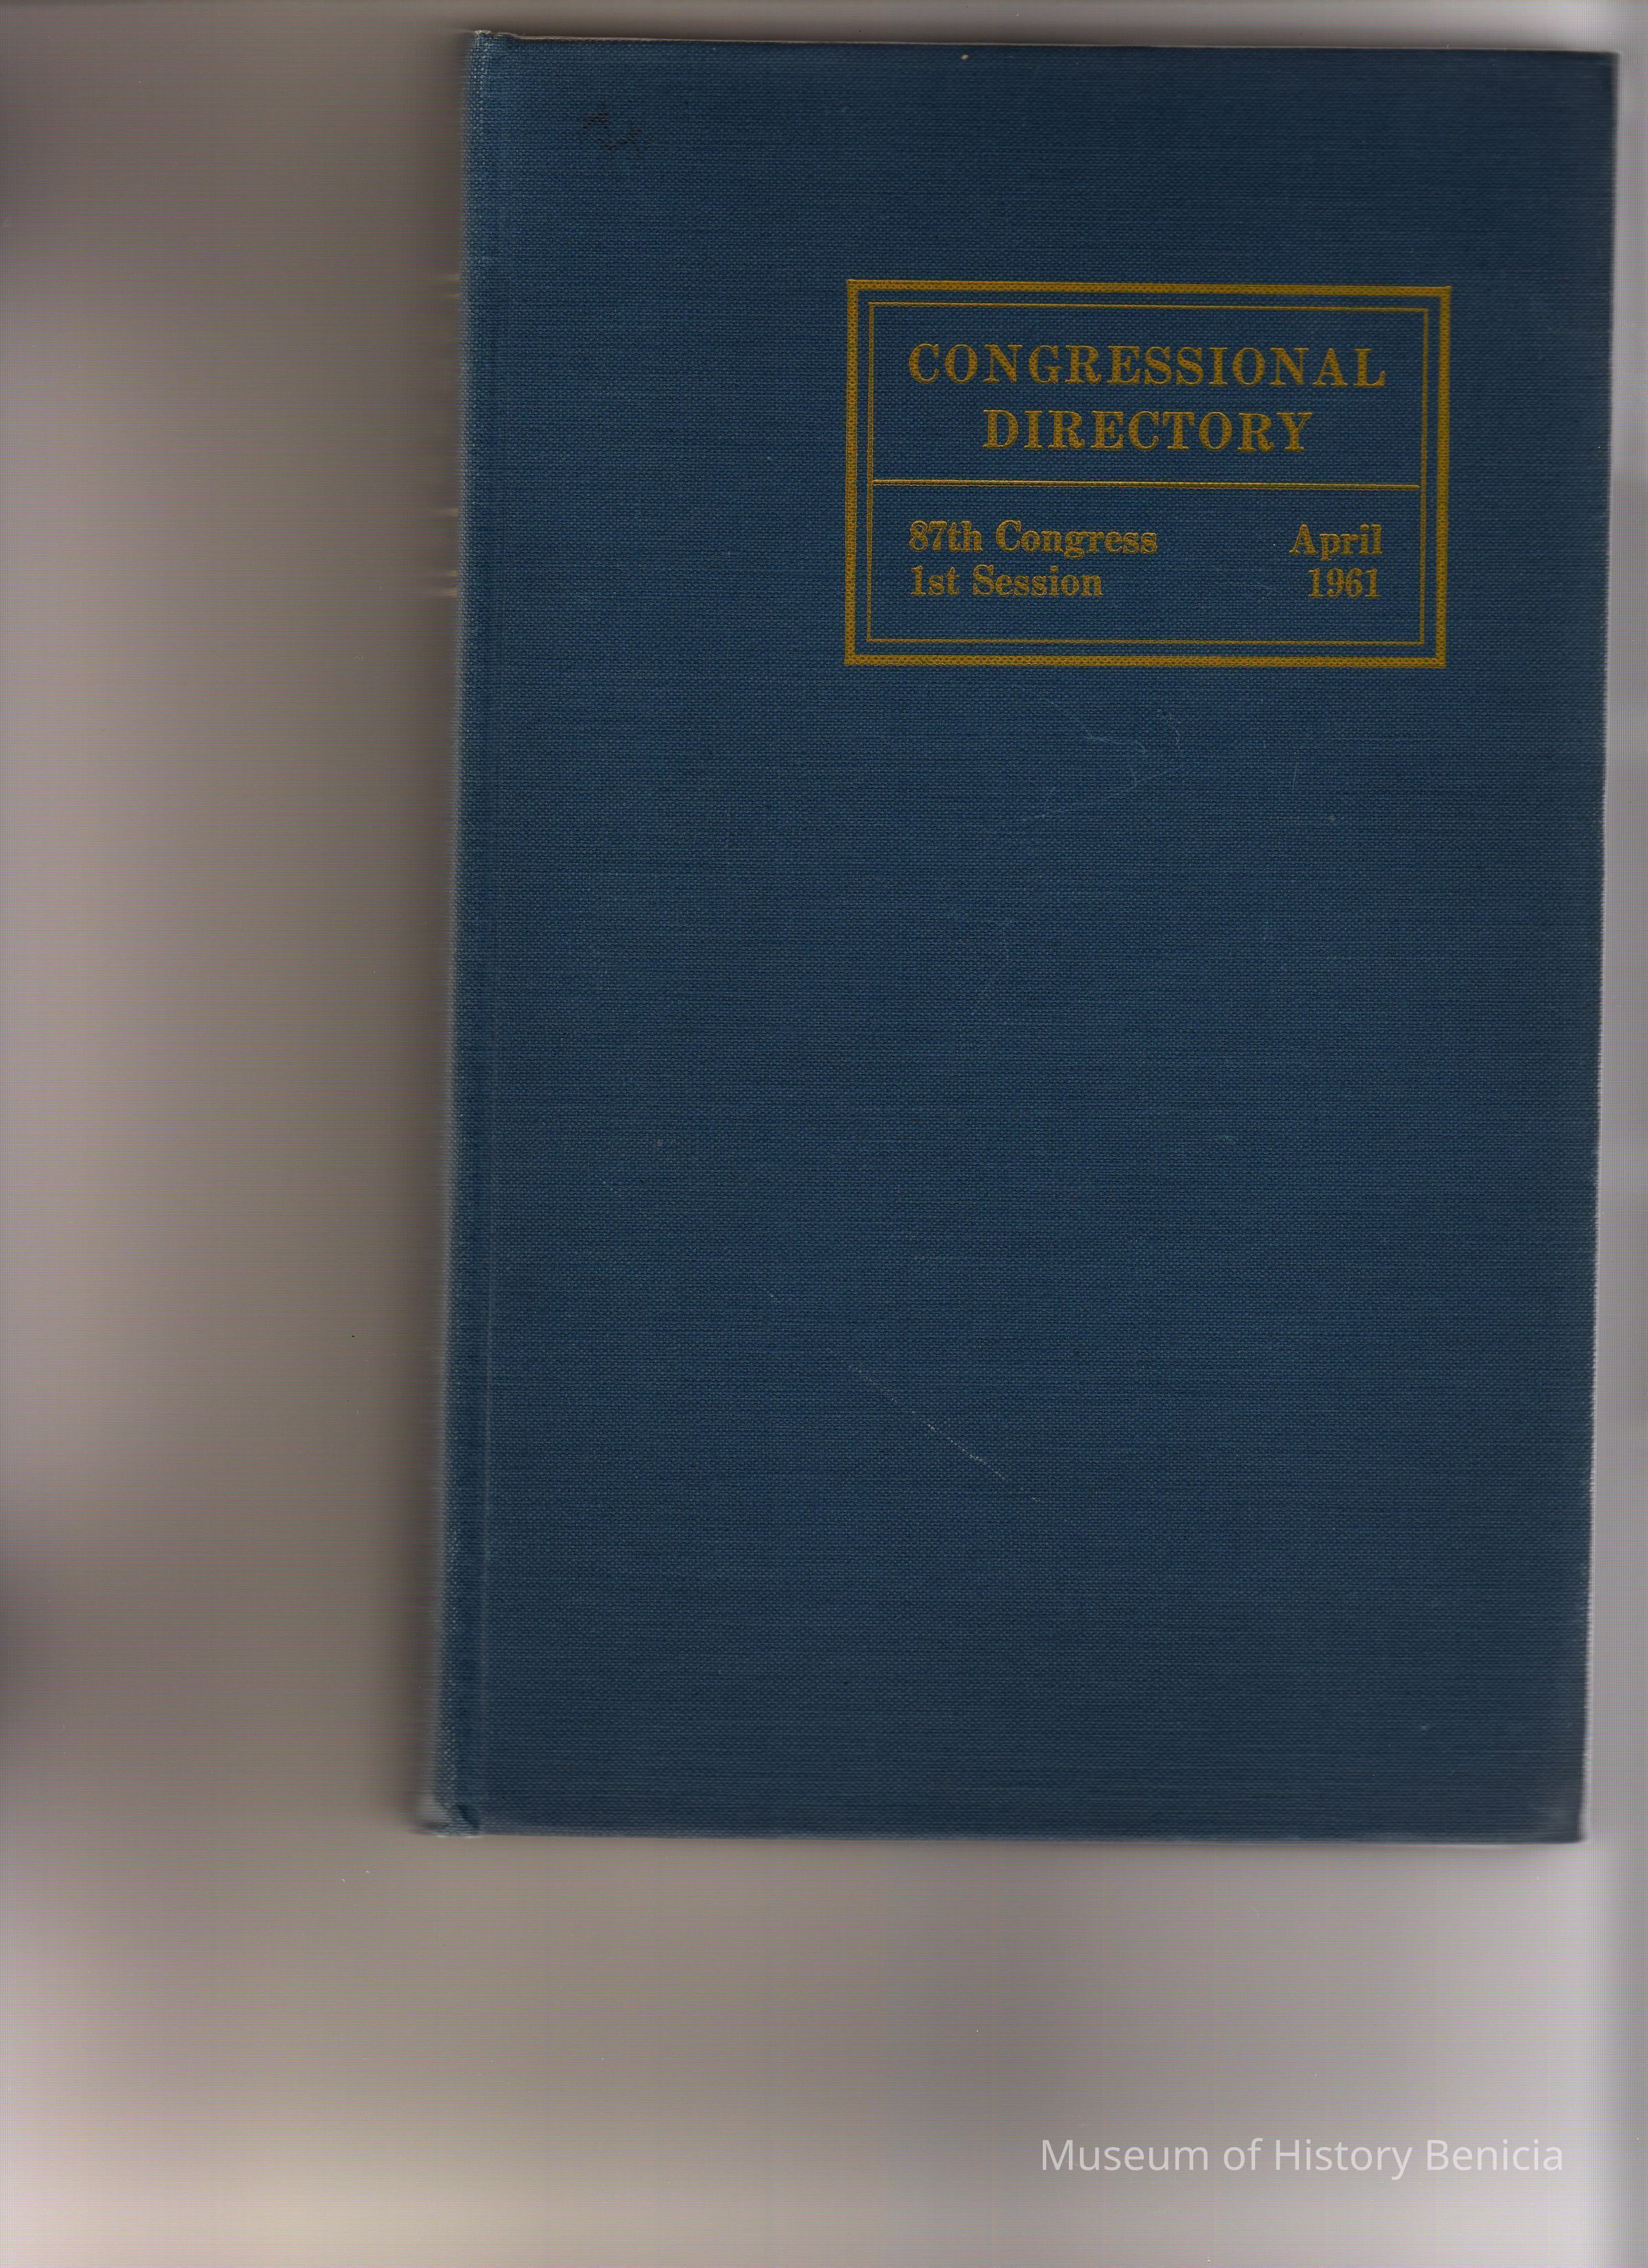 CONGRESSIONAL
DIRECTORY
87th Congress April
1st Session 1961
Museum of History Benicia